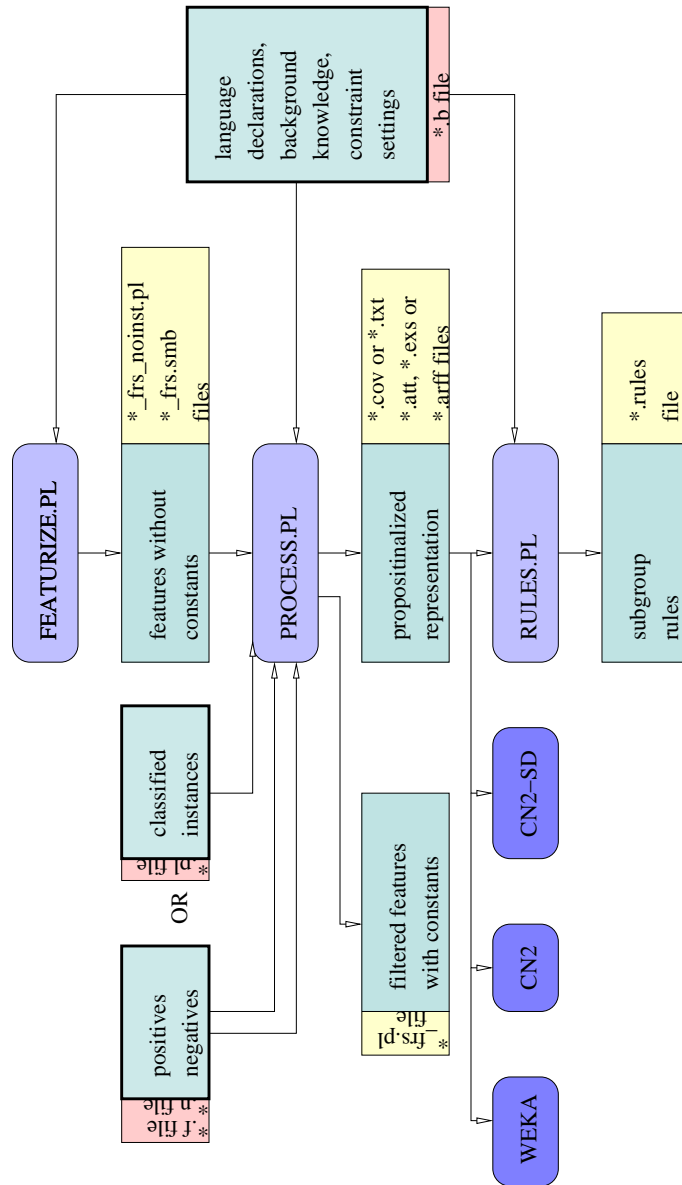 FEATURIZE.PL
features without
constants
*_frs_noinst.pl
*_frs.smb
files
language
declarations,
background
knowledge,
constraint
settings
*.b file
*.f file
*.n file
positives
negatives
OR
*.pl file
classified
instances
PROCESS.PL
*_frs.pl
file
filtered features
with constants
propositinalized
representation
*.cov or *.txt
*.att, *.exs or
*.arff files
WEKA
CN2
CN2-SD
RULES.PL
subgroup
rules
*.rules
file